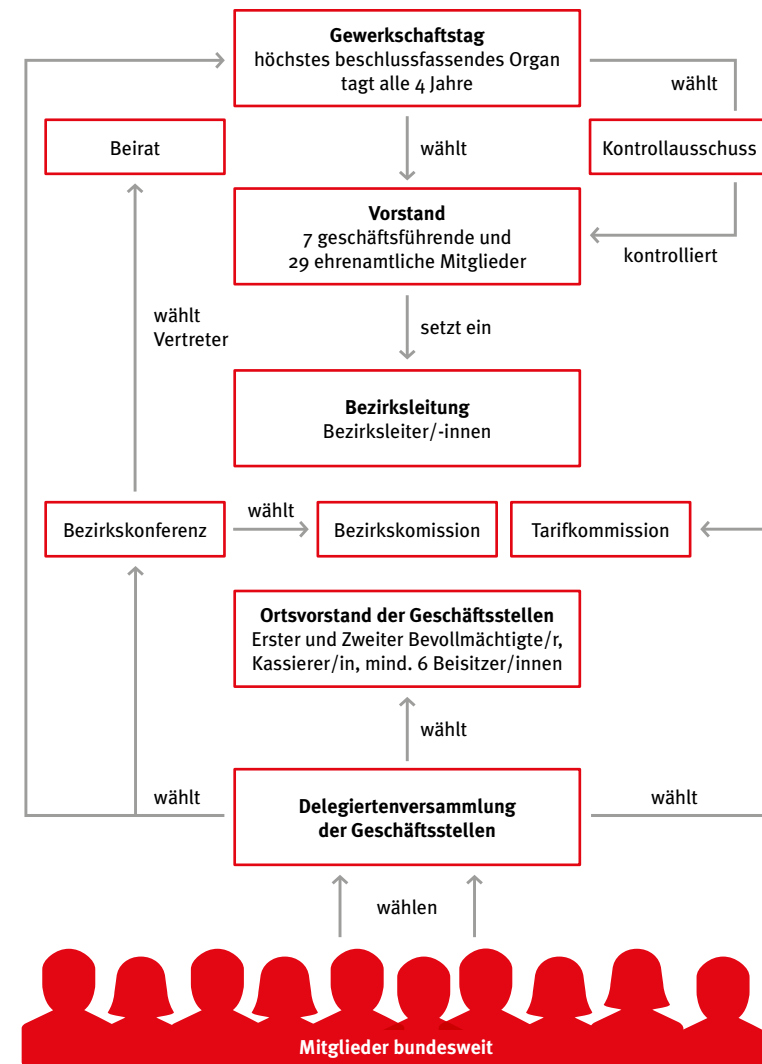 Gewerkschaftstag
höchstes beschlussfassendes Organ
tagt alle 4 Jahre
wählt
Beirat
wählt
Kontrollausschuss
Vorstand
7 geschäftsführende und
29 ehrenamtliche Mitglieder
kontrolliert
wählt
Vertreter
setzt ein
Bezirksleitung
Bezirksleiter/-innen
Bezirkskonferenz
wählt
Bezirkskomission
Tarifkommission
Ortsvorstand der Geschäftsstellen
Erster und Zweiter Bevollmächtigte/r,
Kassierer/in, mind. 6 Beisitzer/innen
wählt
wählt
Delegiertenversammlung
der Geschäftsstellen
wählt
wählen
Mitglieder bundesweit